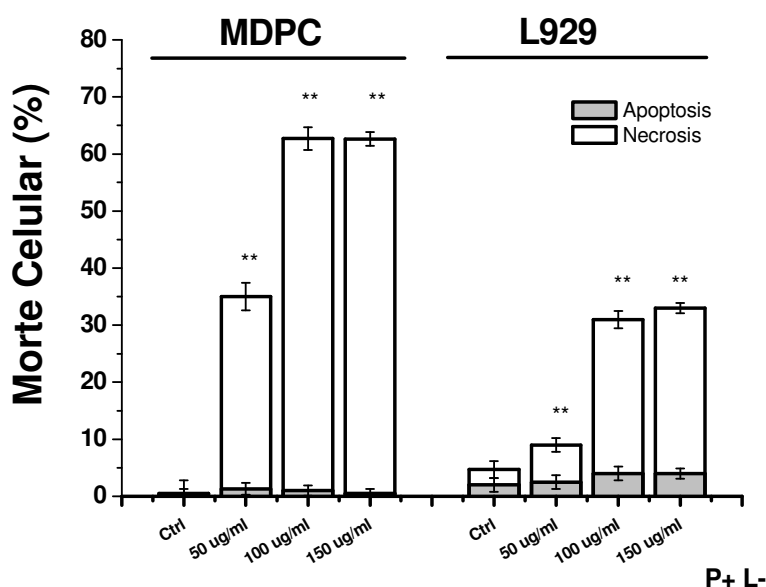 MDPC
L929
Morte Celular (%)
80
70
60
50
40
30
20
10
0
**
**
**
**
**
**
Apoptosis
Necrosis
Ctrl
50 ug/ml
100 ug/ml
150 ug/ml
Ctrl
50 ug/ml
100 ug/ml
150 ug/ml
P+ L-